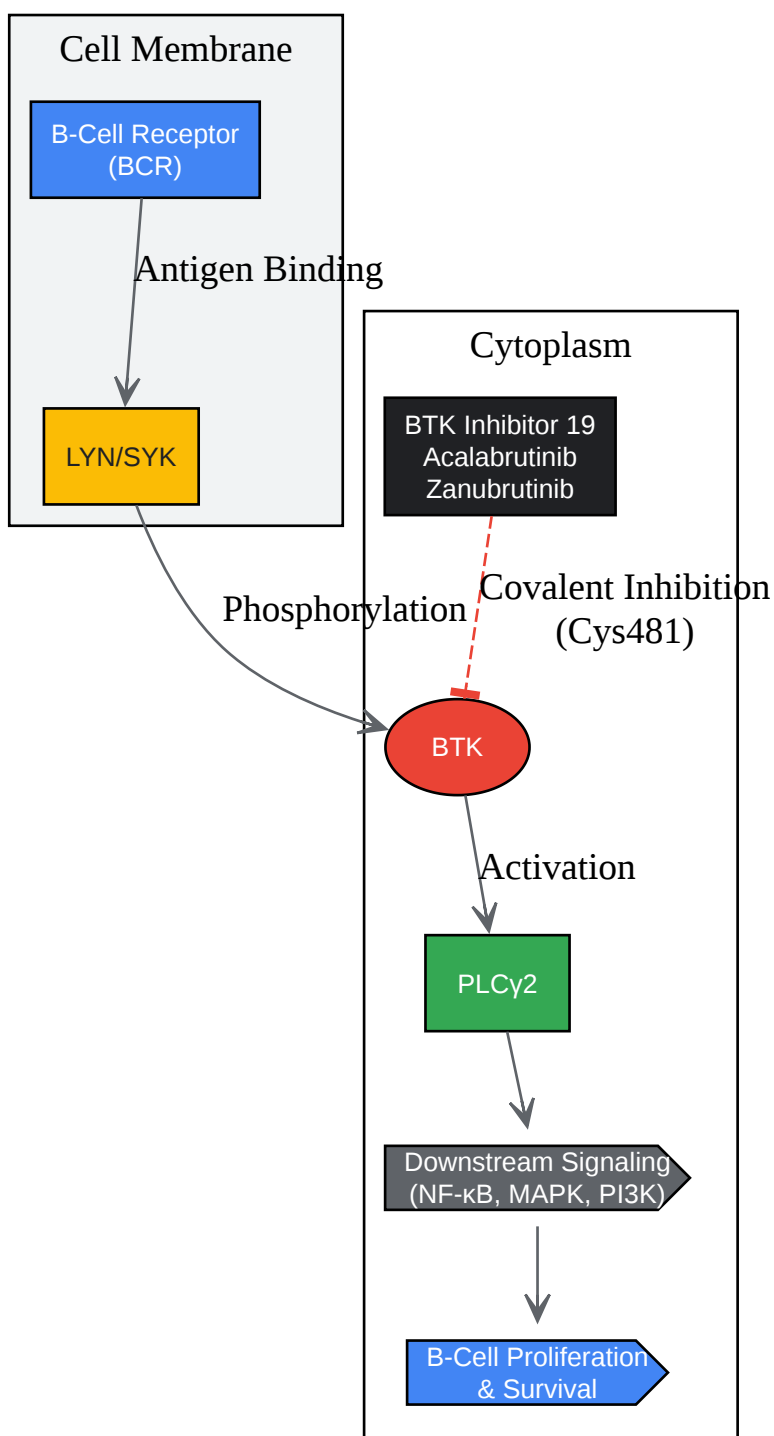 Cell Membrane
B-Cell Receptor
(BCR)
Antigen Binding
LYN/SYK
Phosphorylation
Cytoplasm
BTK Inhibitor 19
Acalabrutinib
Zanubrutinib
Covalent Inhibition
(Cys481)
BTK
Activation
PLCγ2
Downstream Signaling
(NF-κB, MAPK, PI3K)
B-Cell Proliferation
& Survival